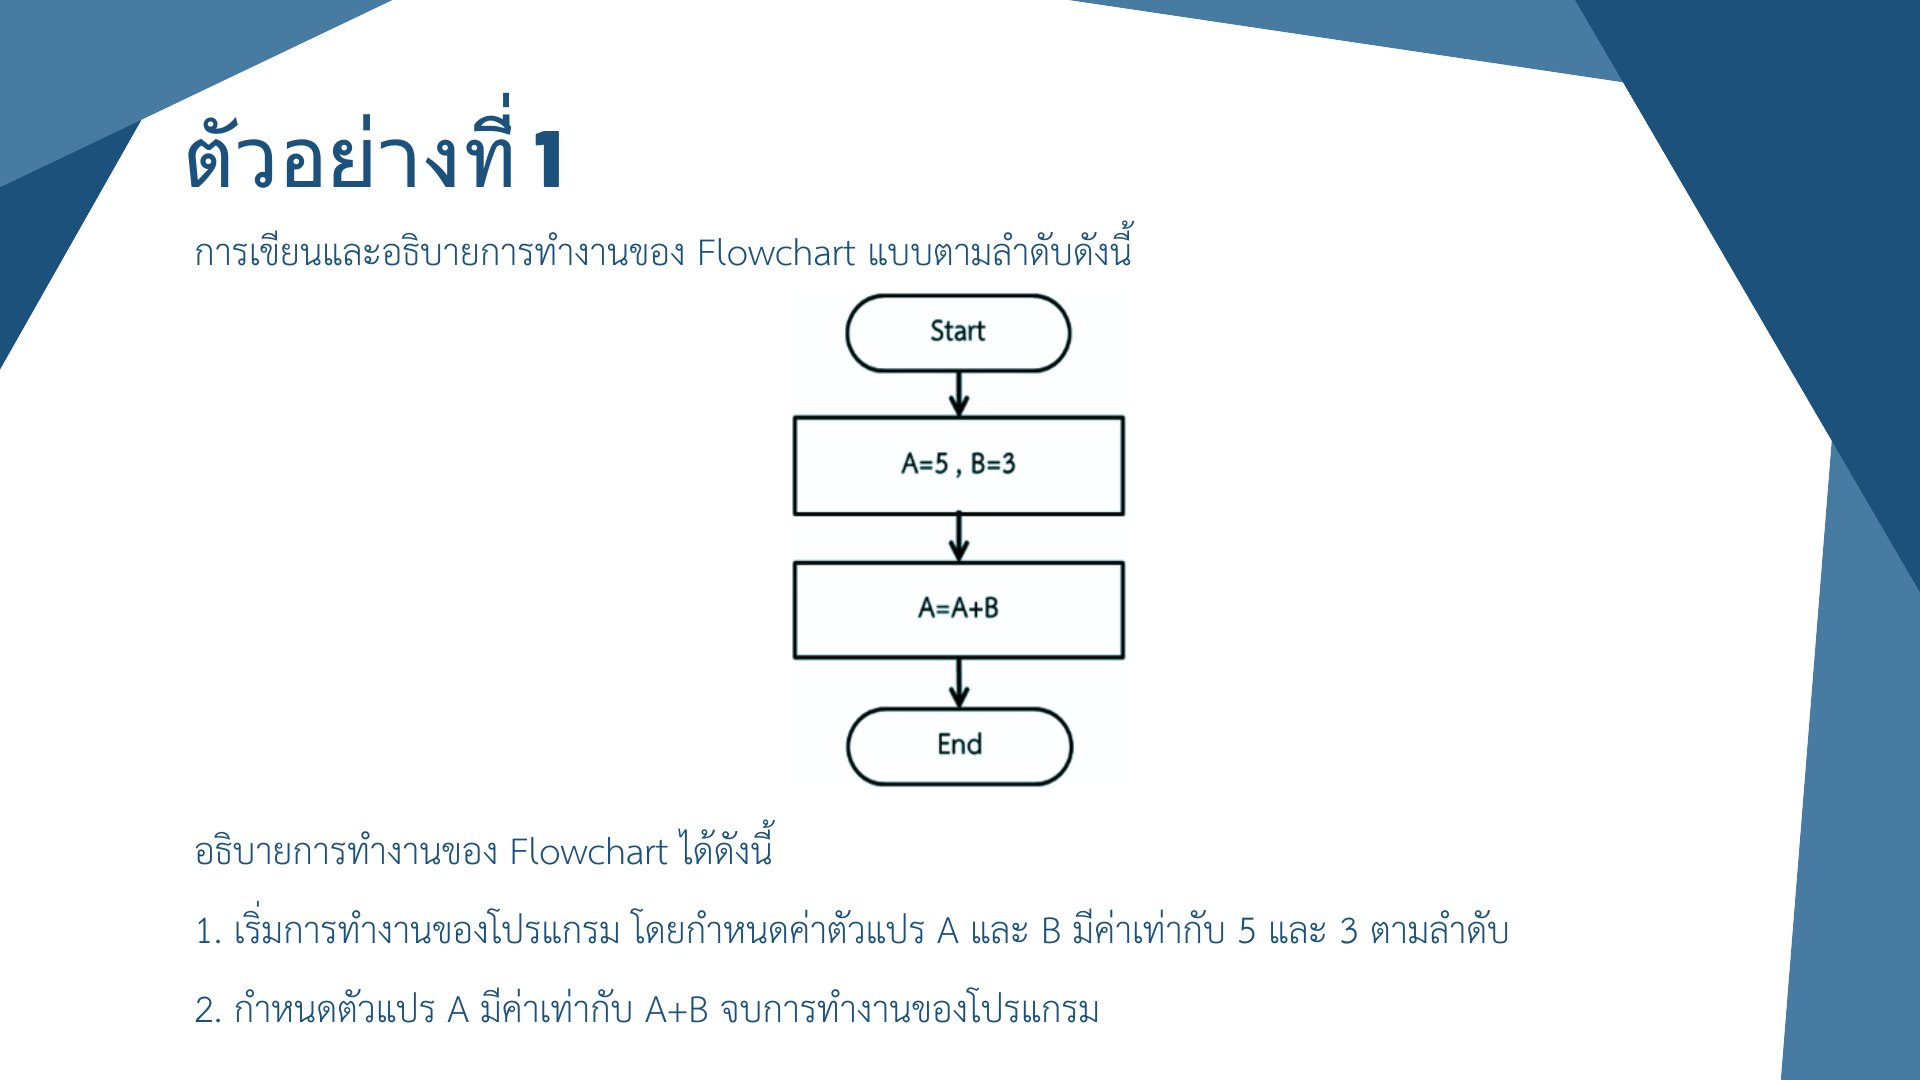 ตัวอย่างที่ 1
การเขียนและอธิบายการทำงานของ Flowchart แบบตามลำดับดังนี้
Start
A=5 , B=3
A=A+B
End
อธิบายการทำงานของ Flowchart ได้ดังนี้
1. เริ่มการทำงานของโปรแกรม โดยกำหนดค่าตัวแปร A และ B มีค่าเท่ากับ 5 และ 3 ตามลำดับ
2. กำหนดตัวแปร A มีค่าเท่ากับ A+B จบการทำงานของโปรแกรม